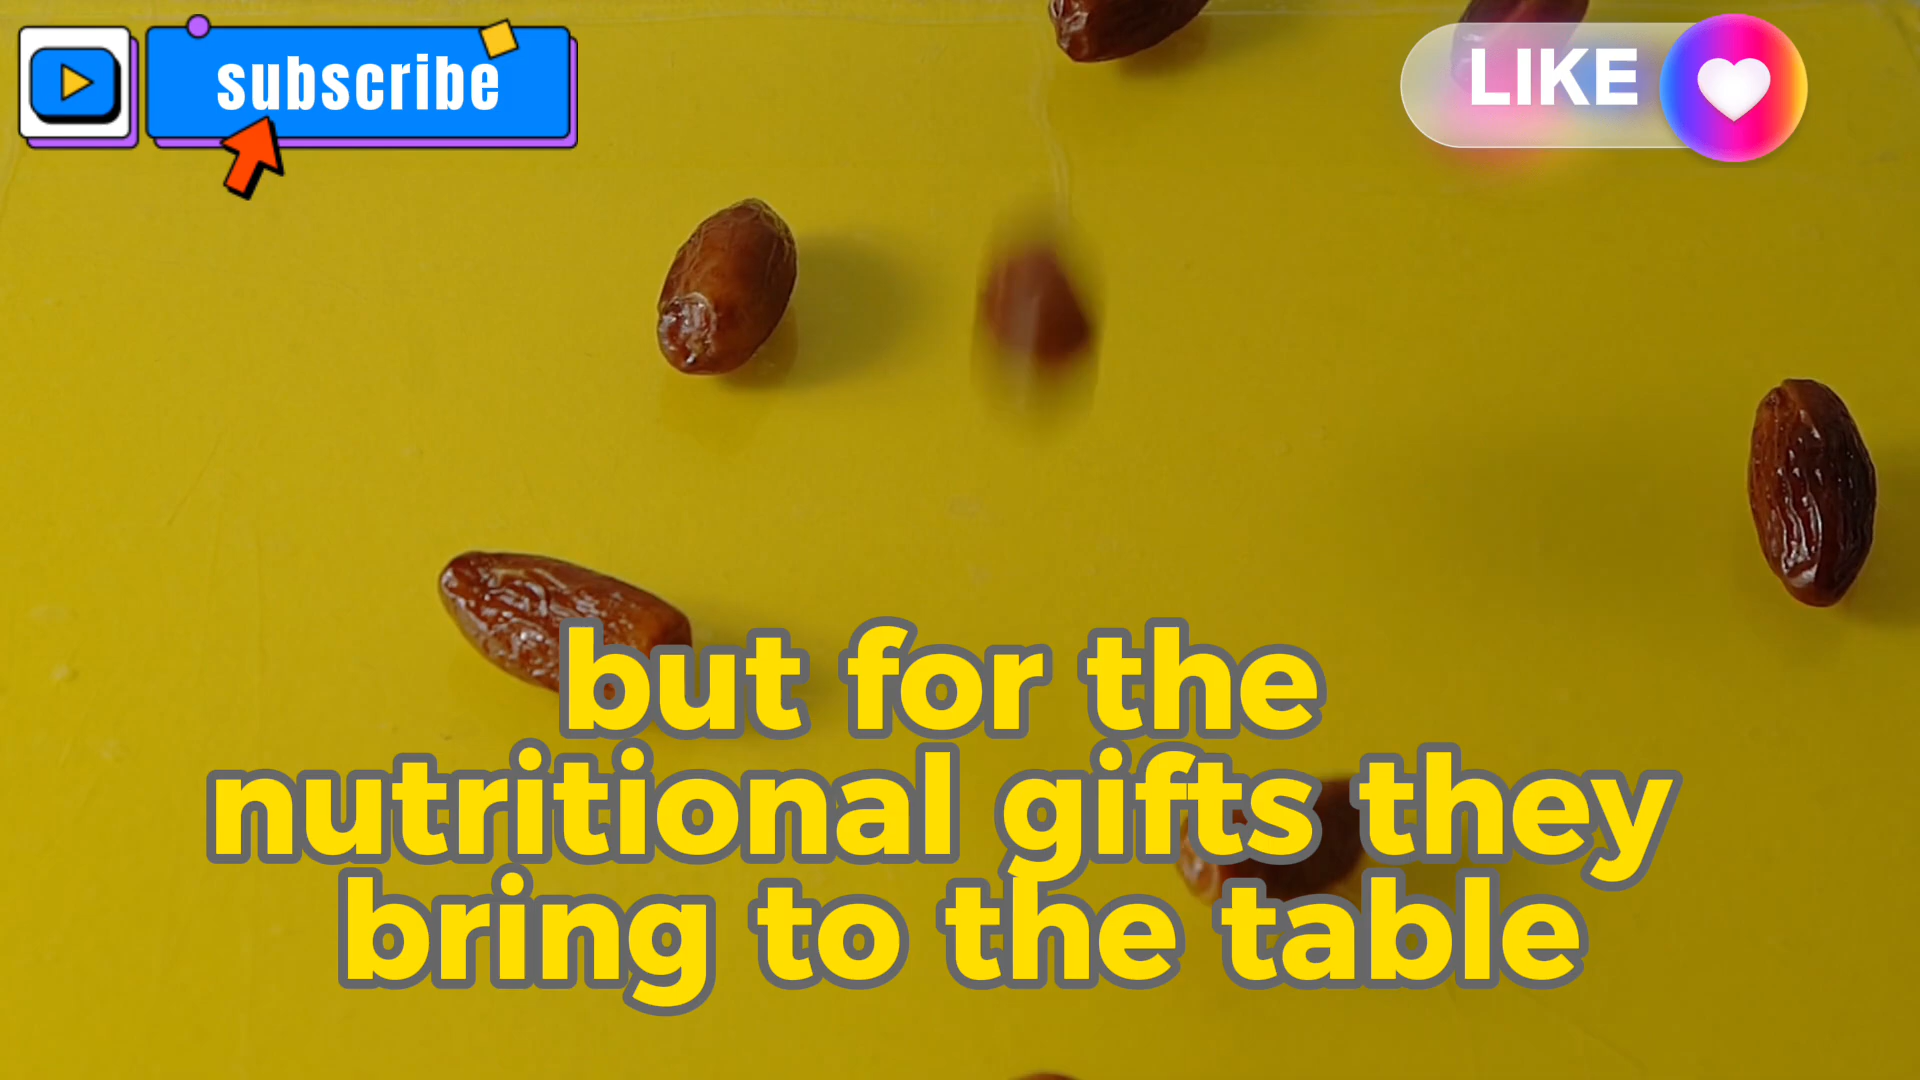 subscribe
LIKE
but for the
nutritional gifts they
bring to the table